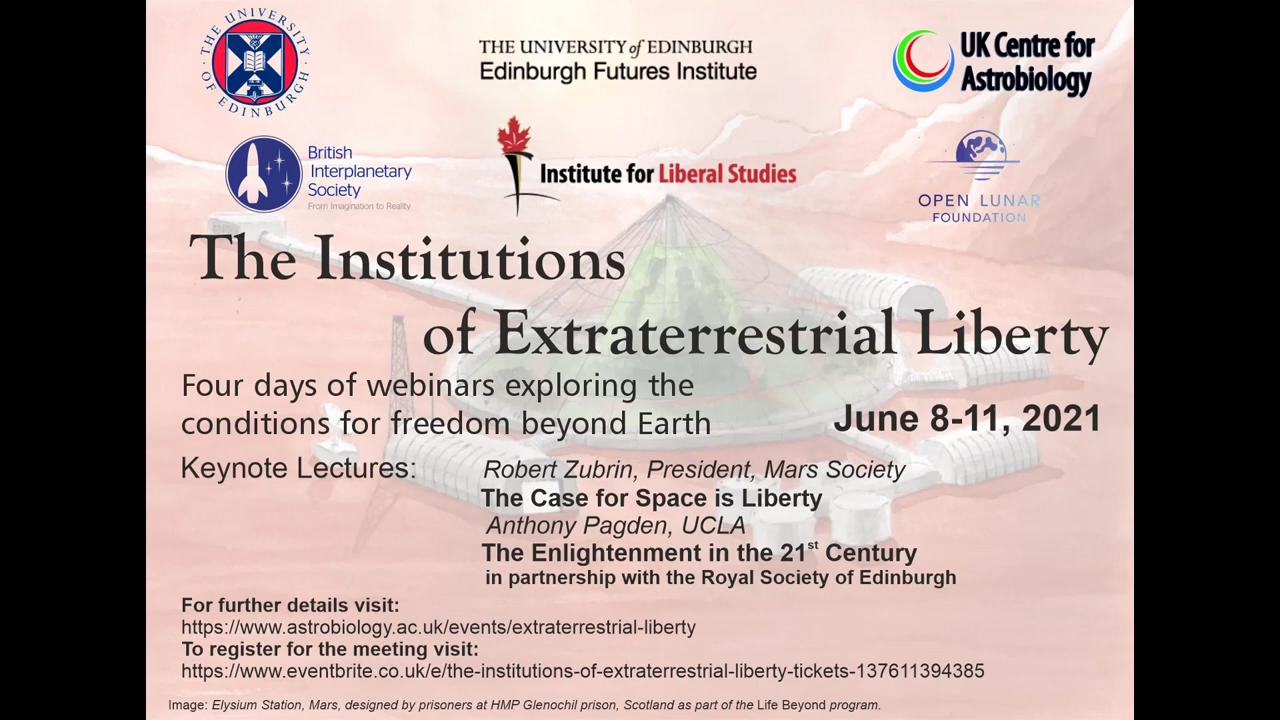 THE UNIVERSITY OF EDINBURGH
THE UNIVERSITY of EDINBURGH
Edinburgh Futures Institute
UK Centre for
Astrobiology
British
Interplanetary
Society
From Imagination to Reality
Institute for Liberal Studies
OPEN LUNAR
FOUNDATION
The Institutions
of Extraterrestrial Liberty
Four days of webinars exploring the
conditions for freedom beyond Earth
June 8-11, 2021
Keynote Lectures:
Robert Zubrin, President, Mars Society
The Case for Space is Liberty
Anthony Pagden, UCLA
The Enlightenment in the 21st Century
in partnership with the Royal Society of Edinburgh
For further details visit:
https://www.astrobiology.ac.uk/events/extraterrestrial-liberty
To register for the meeting visit:
https://www.eventbrite.co.uk/e/the-institutions-of-extraterrestrial-liberty-tickets-137611394385
Image: Elysium Station, Mars, designed by prisoners at HMP Glenochil prison, Scotland as part of the Life Beyond program.